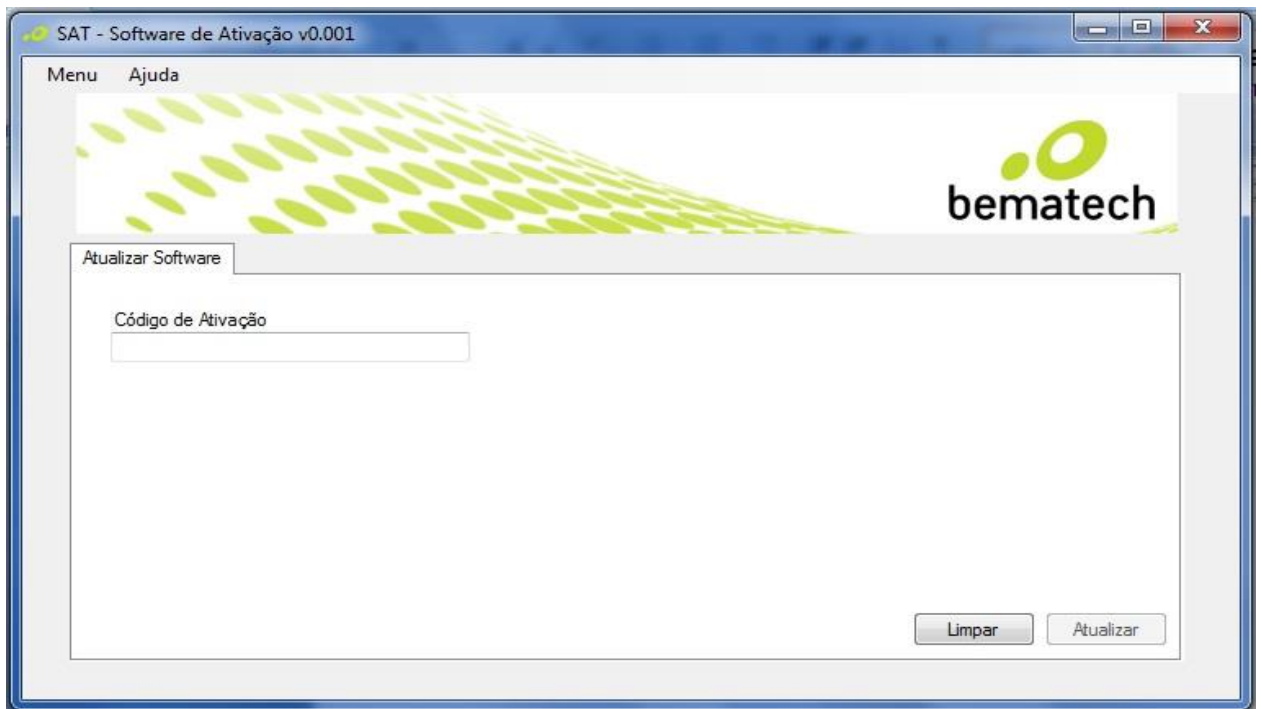 SAT - Software de Ativação v0.001
Menu Ajuda
bematech
Atualizar Software
Código de Ativação
Limpar Atualizar